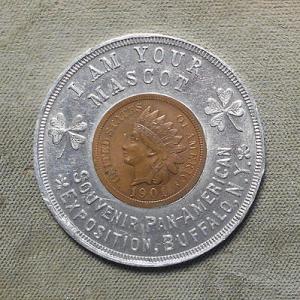 I AM YOUR
MASCOT
UNITED STATES OF AMERICA
1901
SOUVENIR PAN-AMERICAN
EXPOSITION, BUFFALO, N.Y.